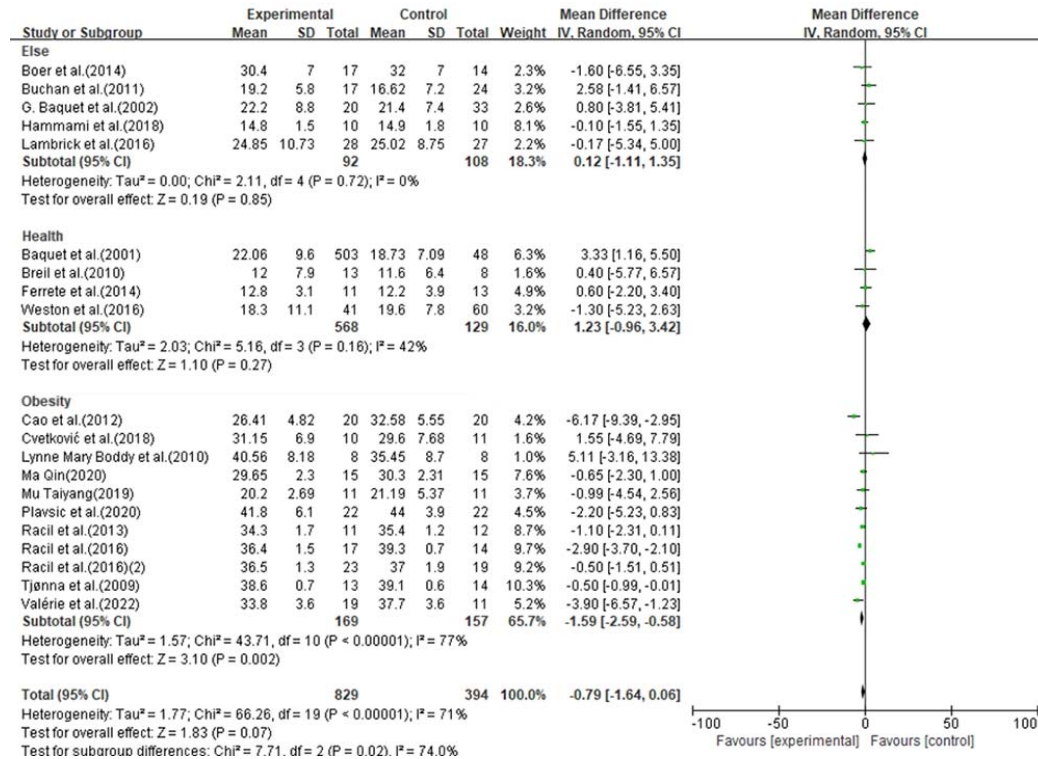 Experimental Control Mean Difference Mean Difference
Study or Subgroup Mean SD Total Mean SD Total Weight IV, Random, 95% CI IV, Random, 95% CI
Else
Boer et al.(2014) 30.4 7 17 32 7 14 2.3% -1.60 [-6.55, 3.35]
Buchan et al.(2011) 19.2 5.8 17 16.62 7.2 24 3.2% 2.58 [-1.41, 6.57]
G. Baquet et al.(2002) 22.2 8.8 20 21.4 7.4 33 2.6% 0.80 [-3.81, 5.41]
Hammami et al.(2018) 14.8 1.5 10 14.9 1.8 10 8.1% -0.10 [-1.55, 1.35]
Lambrick et al.(2016) 24.85 10.73 28 25.02 8.75 27 2.2% -0.17 [-5.34, 5.00]
Subtotal (95% CI) 92 108 18.3% 0.12 [-1.11, 1.35]
Heterogeneity: Tau² = 0.00; Chi² = 2.11, df = 4 (P = 0.72); I² = 0%
Test for overall effect: Z = 0.19 (P = 0.85)
Health
Baquet et al.(2001) 22.06 9.6 503 18.73 7.09 48 6.3% 3.33 [1.16, 5.50]
Breil et al.(2010) 12 7.9 13 11.6 6.4 8 1.6% 0.40 [-5.77, 6.57]
Ferrete et al.(2014) 12.8 3.1 11 12.2 3.9 13 4.9% 0.60 [-2.20, 3.40]
Weston et al.(2016) 18.3 11.1 41 19.6 7.8 60 3.2% -1.30 [-5.23, 2.63]
Subtotal (95% CI) 568 129 16.0% 1.23 [-0.96, 3.42]
Heterogeneity: Tau² = 2.03; Chi² = 5.16, df = 3 (P = 0.16); I² = 42%
Test for overall effect: Z = 1.10 (P = 0.27)
Obesity
Cao et al.(2012) 26.41 4.82 20 32.58 5.55 20 4.2% -6.17 [-9.39, -2.95]
Cvetković et al.(2018) 31.15 6.9 10 29.6 7.68 11 1.6% 1.55 [-4.69, 7.79]
Lynne Mary Boddy et al.(2010) 40.56 8.18 8 35.45 8.7 8 1.0% 5.11 [-3.16, 13.38]
Ma Qin(2020) 29.65 2.3 15 30.3 2.31 15 7.6% -0.65 [-2.30, 1.00]
Mu Taiyang(2019) 20.2 2.69 11 21.19 5.37 11 3.7% -0.99 [-4.54, 2.56]
Plavsic et al.(2020) 41.8 6.1 22 44 3.9 22 4.5% -2.20 [-5.23, 0.83]
Racil et al.(2013) 34.3 1.7 11 35.4 1.2 12 8.8% -1.10 [-2.31, 0.11]
Racil et al.(2016) 36.4 1.5 17 39.3 0.7 14 9.7% -2.90 [-3.70, -2.10]
Racil et al.(2016)(2) 36.5 1.3 23 37 1.9 19 9.2% -0.50 [-1.51, 0.51]
Tjønna et al.(2009) 38.6 0.7 13 39.1 0.6 14 10.3% -0.50 [-0.99, -0.01]
Valérie et al.(2022) 33.8 3.6 19 37.7 3.6 11 5.2% -3.90 [-6.57, -1.23]
Subtotal (95% CI) 169 157 65.7% -1.59 [-2.59, -0.58]
Heterogeneity: Tau² = 1.57; Chi² = 43.71, df = 10 (P < 0.00001); I² = 77%
Test for overall effect: Z = 3.10 (P = 0.002)
Total (95% CI) 829 394 100.0% -0.79 [-1.64, 0.06]
Heterogeneity: Tau² = 1.77; Chi² = 66.26, df = 19 (P < 0.00001); I² = 71%
Test for overall effect: Z = 1.83 (P = 0.07)
Test for subgroup differences: Chi² = 7.71, df = 2 (P = 0.02), I² = 74.0%
-100 -50 0 50 100
Favours [experimental] Favours [control]